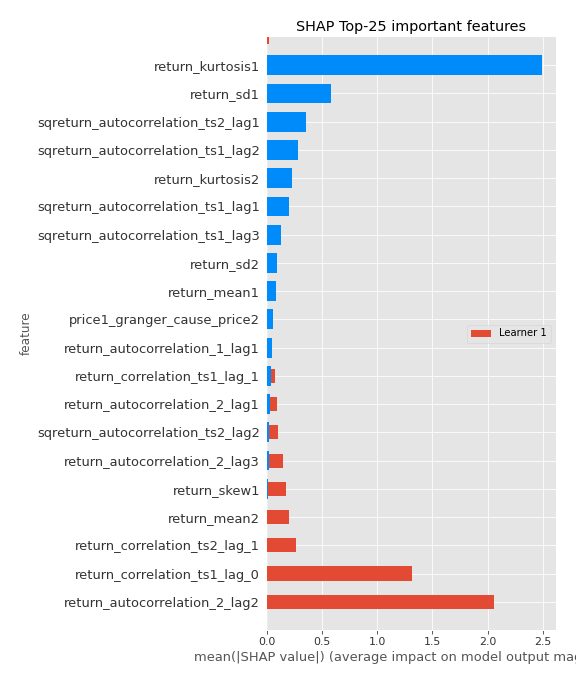 SHAP Top-25 important features
return_kurtosis1
return_sd1
sqreturn_autocorrelation_ts2_lag1
sqreturn_autocorrelation_ts1_lag2
return_kurtosis2
sqreturn_autocorrelation_ts1_lag1
sqreturn_autocorrelation_ts1_lag3
return_sd2
return_mean1
price1_granger_cause_price2
return_autocorrelation_1_lag1
return_correlation_ts1_lag_1
return_autocorrelation_2_lag1
sqreturn_autocorrelation_ts2_lag2
return_autocorrelation_2_lag3
return_skew1
return_mean2
return_correlation_ts2_lag_1
return_correlation_ts1_lag_0
return_autocorrelation_2_lag2
feature
Learner 1
0.0 0.5 1.0 1.5 2.0 2.5
mean(|SHAP value|) (average impact on model output mag